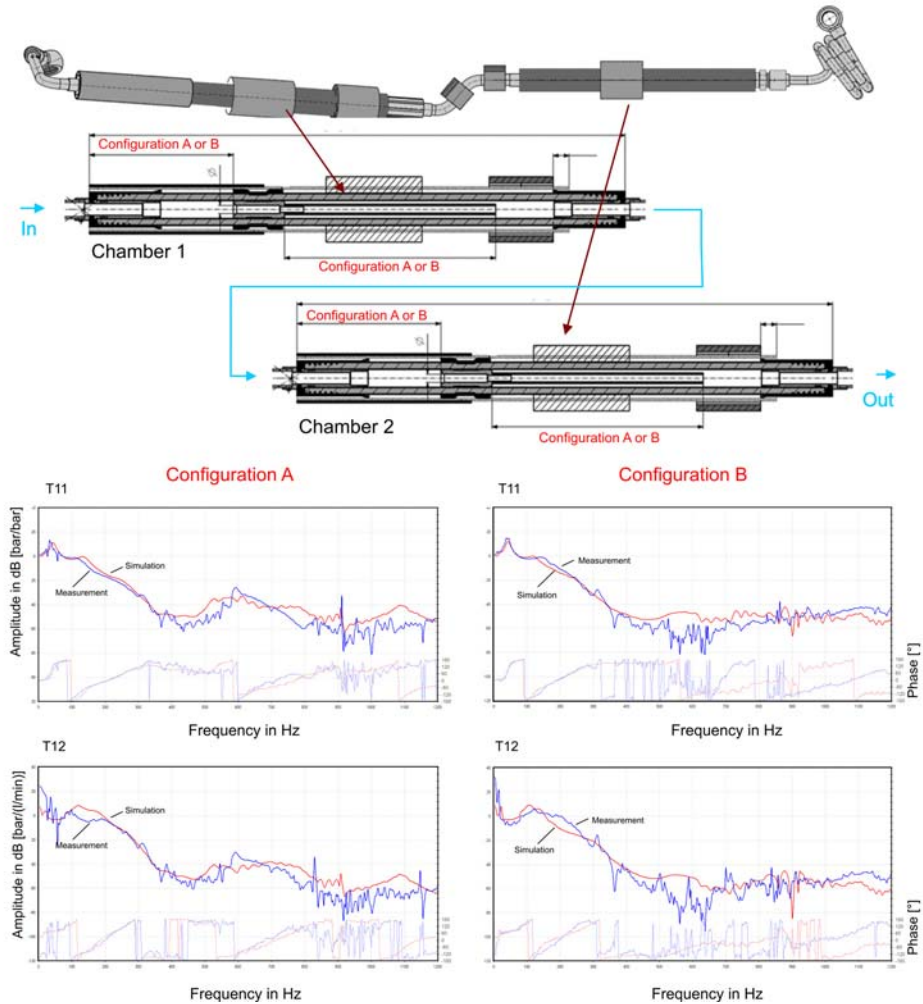 Configuration A or B
In
Chamber 1
Configuration A or B
Configuration A or B
Out
Chamber 2
Configuration A or B
Configuration A
Configuration B
T11
T11
Amplitude in dB [bar/bar]
Simulation
Measurement
Measurement
Simulation
Phase [°]
Frequency in Hz
Frequency in Hz
T12
T12
Amplitude in dB [bar/(l/min)]
Simulation
Measurement
Measurement
Simulation
Phase [°]
Frequency in Hz
Frequency in Hz